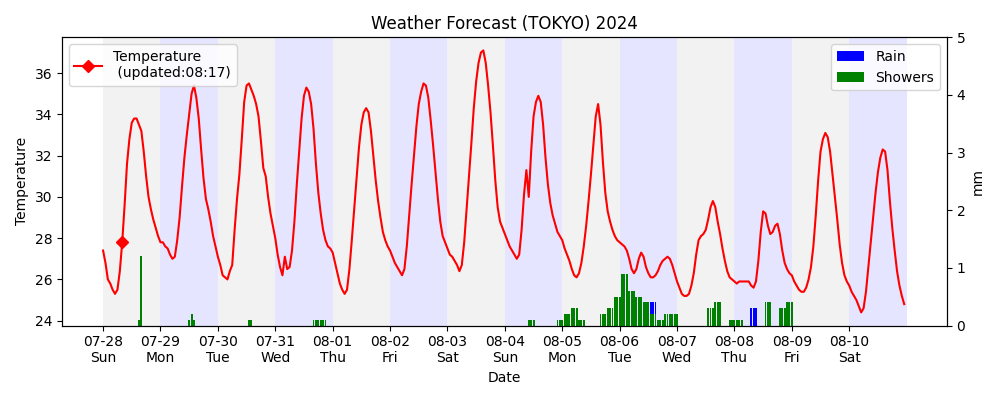 Weather Forecast (TOKYO) 2024
Temperature
(updated:08:17)
Rain
Showers
Temperature
36
34
32
30
28
26
24
5
4
3
2
1
0
mm
07-28 07-29 07-30 07-31 08-01 08-02 08-03 08-04 08-05 08-06 08-07 08-08 08-09 08-10
Sun Mon Tue Wed Thu Fri Sat Sun Mon Tue Wed Thu Fri Sat
Date